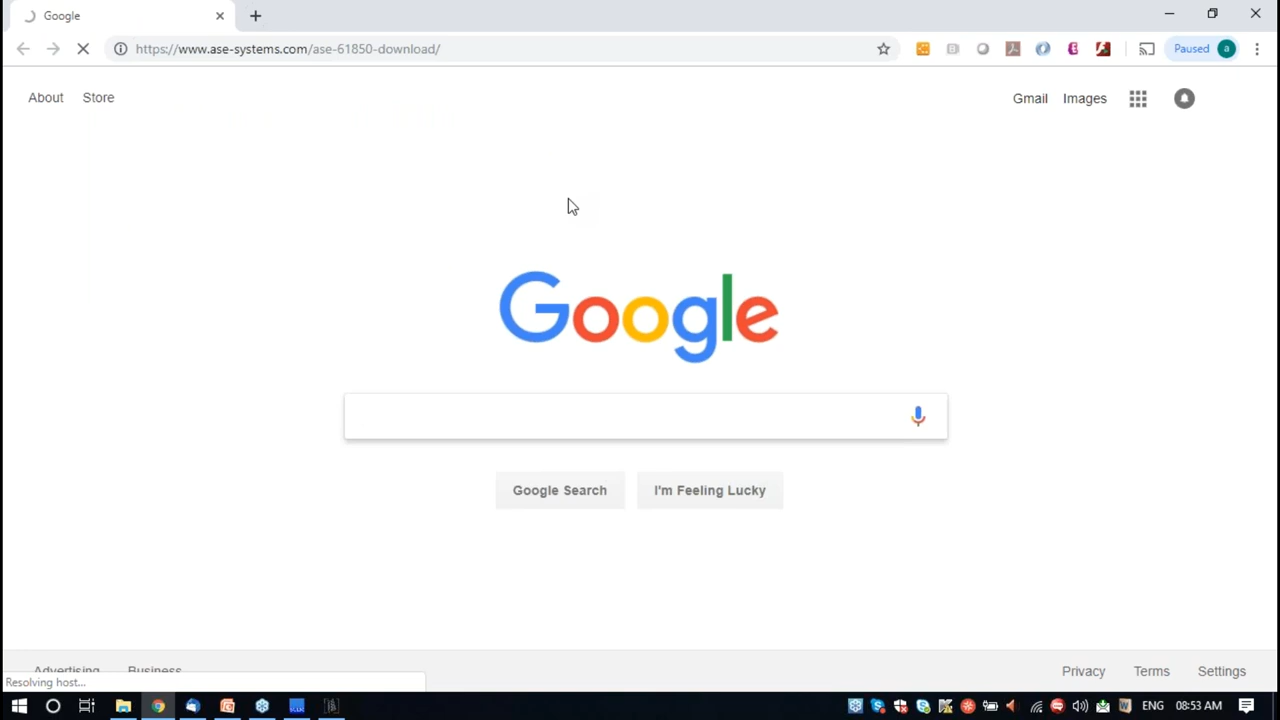 Google
https://www.ase-systems.com/ase-61850-download/
Paused a
About Store
Gmail Images
Google
Google Search
I'm Feeling Lucky
Advertising Business
Privacy Terms Settings
Resolving host...
ENG 08:53 AM